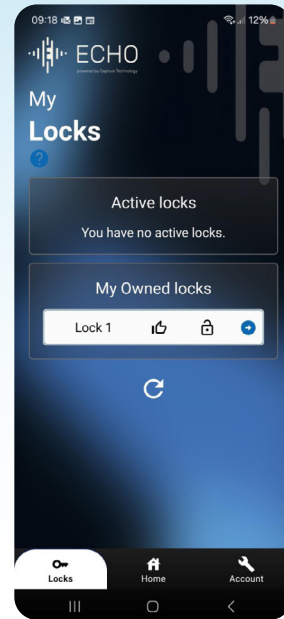 09:18 12%
ECHO
powered by Capture Technology
My
Locks
?
Active locks
You have no active locks.
My Owned locks
Lock 1
Locks Home Account